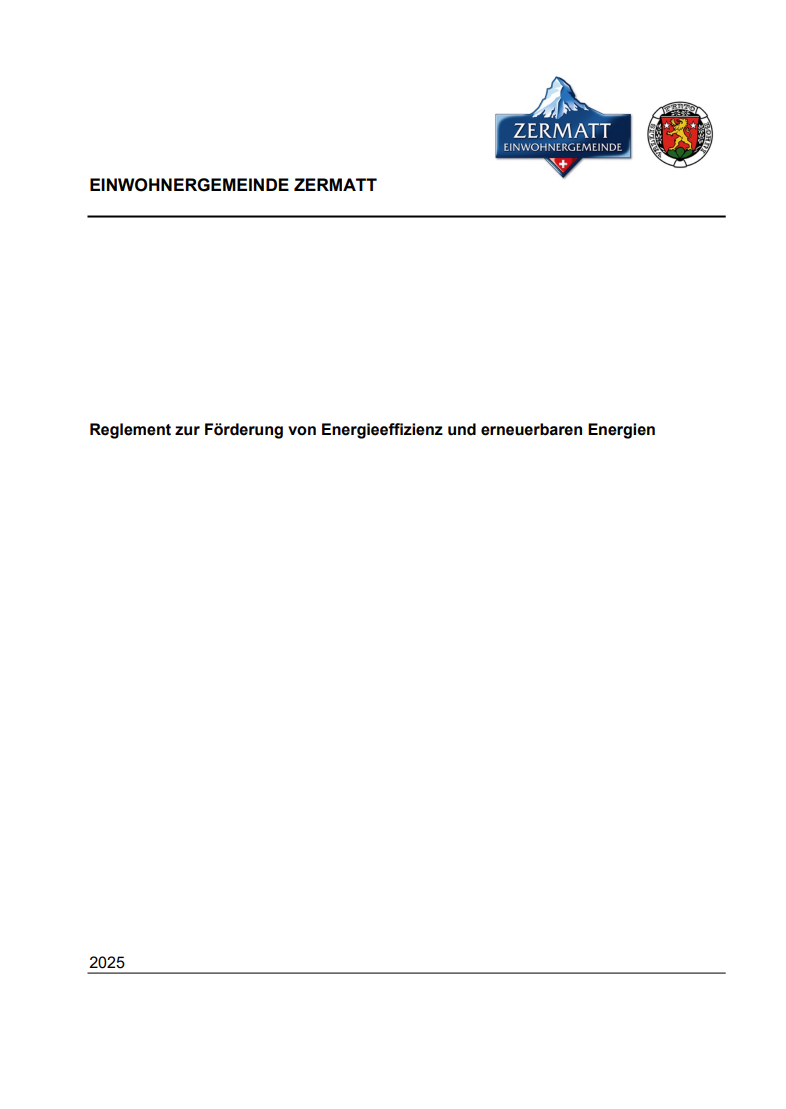 ZERMATT
EINWOHNERGEMEINDE
EINWOHNERGEMEINDE ZERMATT
Reglement zur Förderung von Energieeffizienz und erneuerbaren Energien
2025